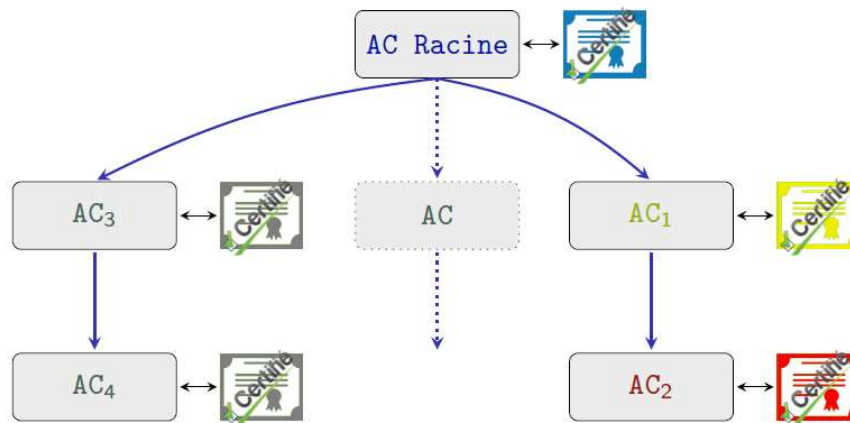 AC Racine
Certifié
AC₃
Certifié
AC
AC₁
Certifié
AC₄
Certifié
AC₂
Certifié